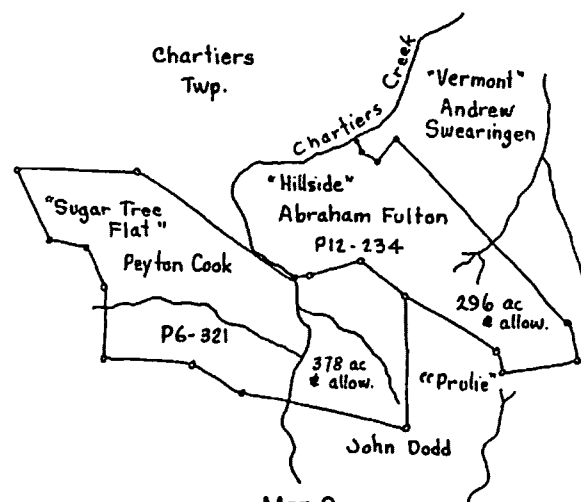 Chartiers
Twp.
Chartiers Creek
"Vermont"
Andrew
Swearingen
"Hillside"
Abraham Fulton
P12-234
"Sugar Tree
Flat"
Peyton Cook
296 ac
& allow.
P6-321
378 ac
& allow.
"Prulie"
John Dodd